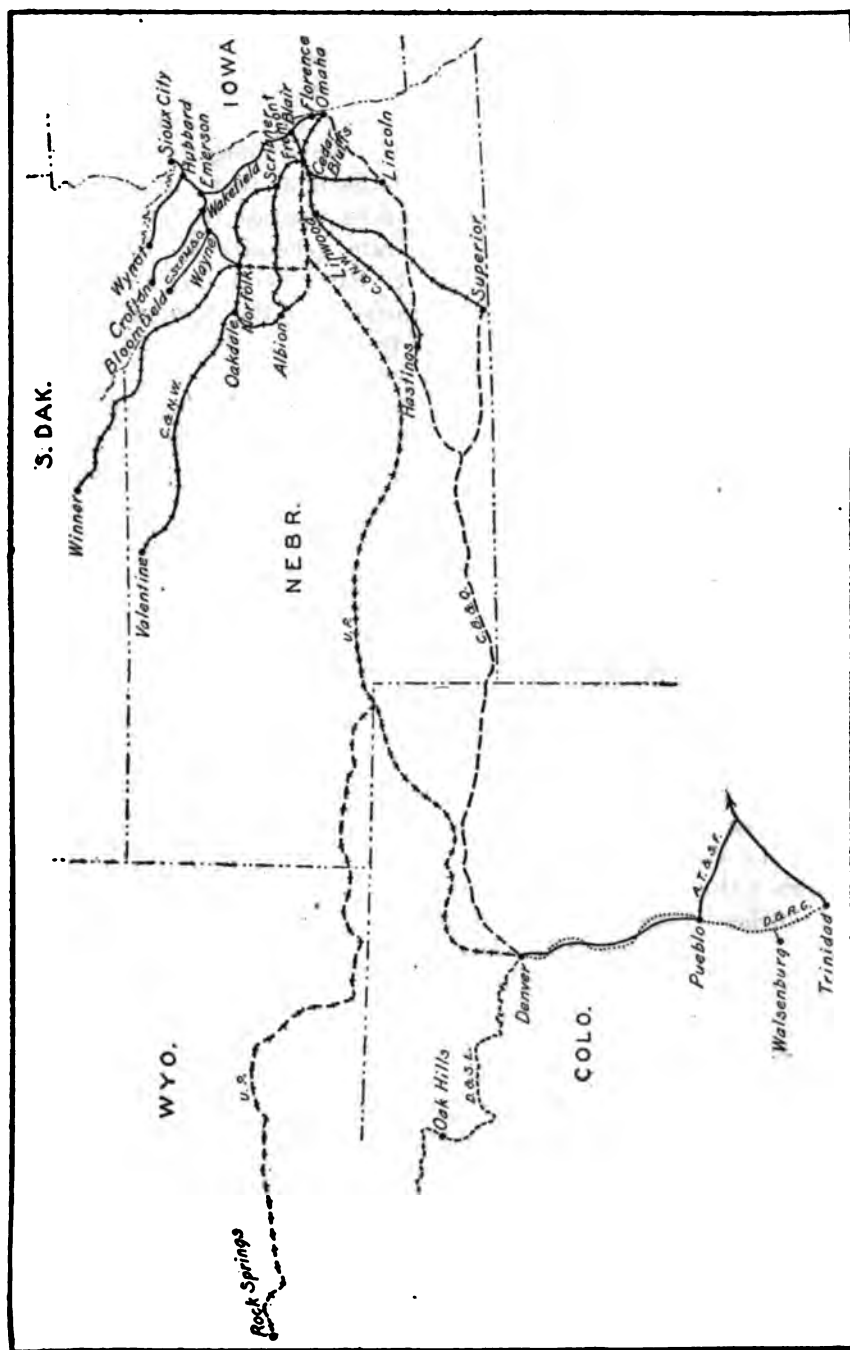 S. DAK.
IOWA
Sioux City
Hubbard
Emerson
Wakefield
Wynot
Crofton
Bloomfield
C.ST.P.M.&O.
Wayne
Winner
Valentine
C.&N.W.
Oakdale
Norfolk
Albion
Scribner
Fremont
Blair
Florence
Omaha
Cedar
Bluffs
Lincoln
Linwood
C.&N.W.
Superior
Hastings
NEBR.
U.P.
C.B.&Q.
WYO.
U.P.
Rock Springs
Oak Hills
D.&S.L.
Denver
COLO.
Pueblo
A.T.&S.F.
D.&R.G.
Walsenburg
Trinidad